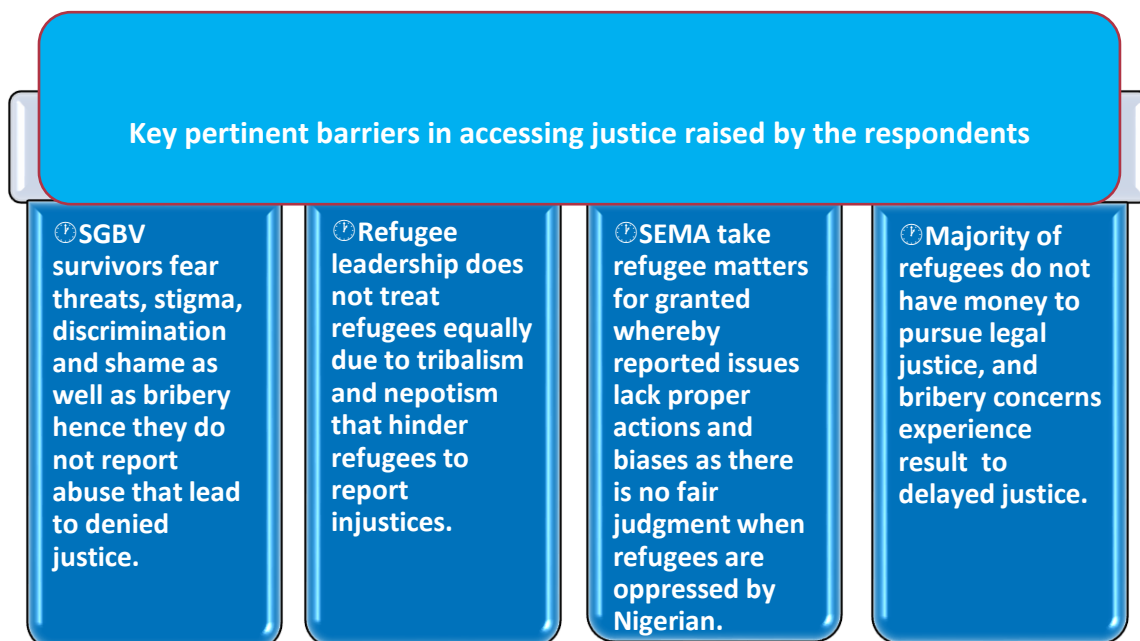 Key pertinent barriers in accessing justice raised by the respondents
🕐SGBV
survivors fear
threats, stigma,
discrimination
and shame as
well as bribery
hence they do
not report
abuse that lead
to denied
justice.
🕐Refugee
leadership does
not treat
refugees equally
due to tribalism
and nepotism
that hinder
refugees to
report
injustices.
🕐SEMA take
refugee matters
for granted
whereby
reported issues
lack proper
actions and
biases as there
is no fair
judgment when
refugees are
oppressed by
Nigerian.
🕐Majority of
refugees do not
have money to
pursue legal
justice, and
bribery concerns
experience
result  to
delayed justice.